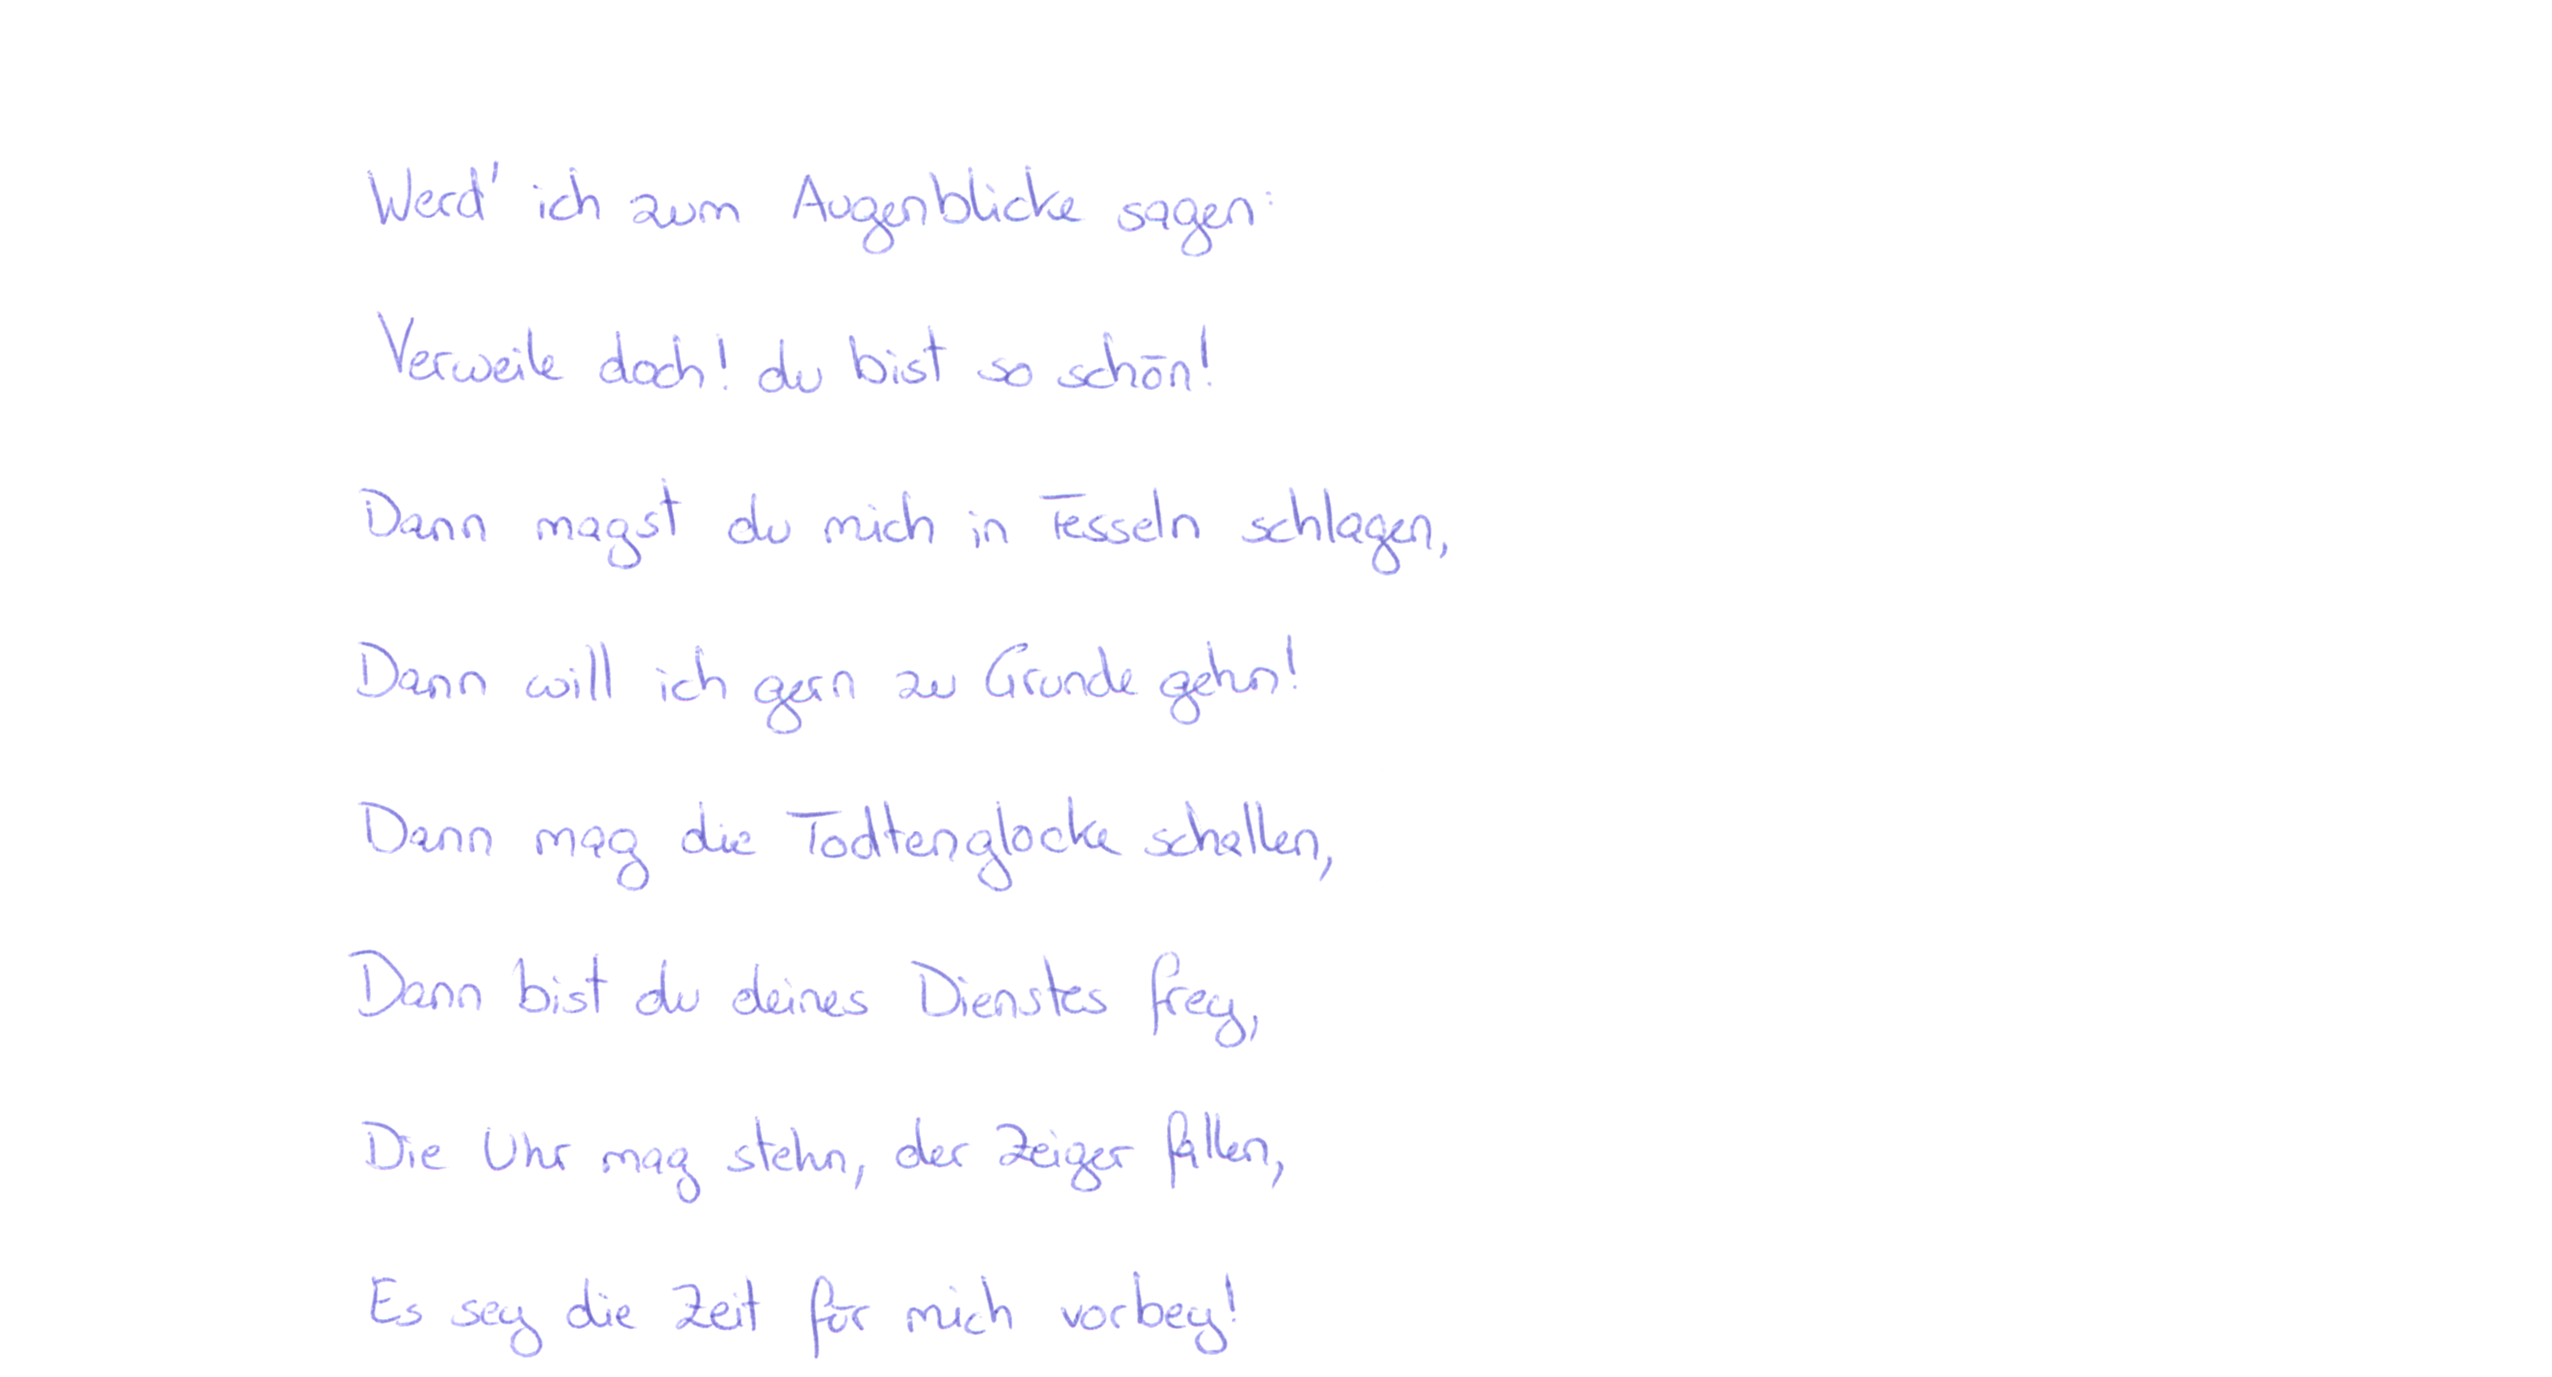 Werd' ich zum Augenblicke sagen:
Verweile doch! du bist so schön!
Dann magst du mich in Fesseln schlagen,
Dann will ich gern zu Grunde gehn!
Dann mag die Todtenglocke schallen,
Dann bist du deines Dienstes frey,
Die Uhr mag stehn, der Zeiger fallen,
Es sey die Zeit für mich vorbey!